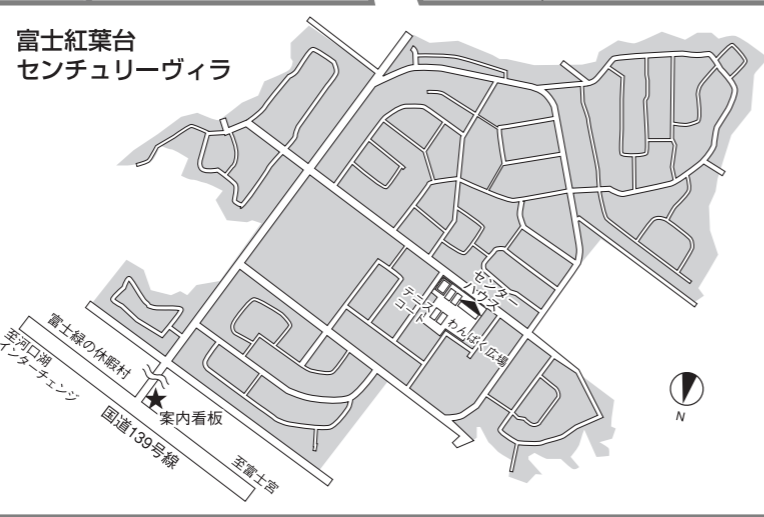 富士紅葉台
センチュリーヴィラ
センター
ハウス
テニス
コート
わんぱく広場
富士緑の休暇村
至河口湖
インターチェンジ
案内看板
国道139号線
至富士宮
N